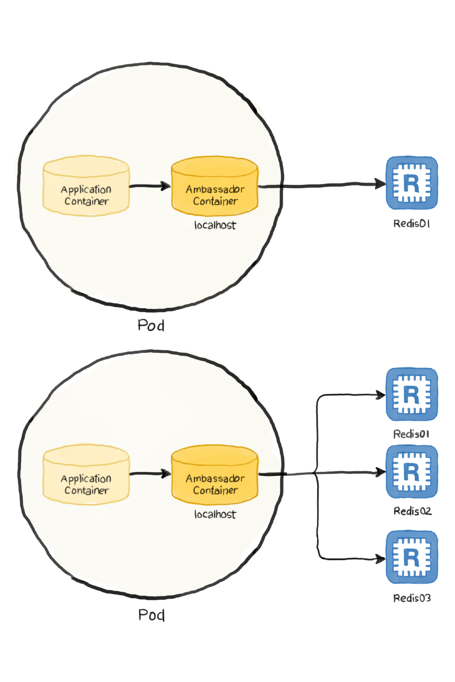 Application
Container
Ambassador
Container
localhost
R
Redis01
Pod
Application
Container
Ambassador
Container
localhost
R
Redis01
R
Redis02
R
Redis03
Pod